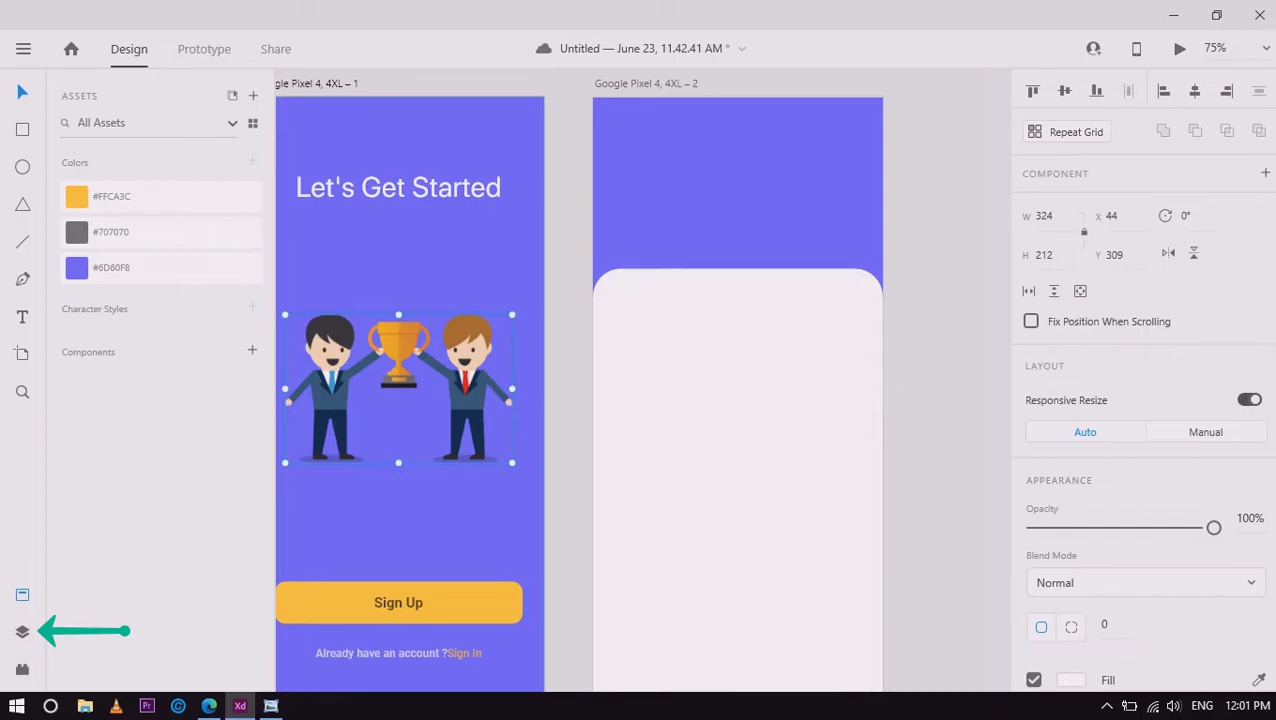 Design
Prototype
Share
Untitled — June 23, 11.42.41 AM *
75%
ASSETS
All Assets
Colors
#FFCA3C
#707070
#6D60F8
Character Styles
Components
gle Pixel 4, 4XL – 1
Let's Get Started
Sign Up
Already have an account ?Sign In
Google Pixel 4, 4XL – 2
Repeat Grid
COMPONENT
W 324 X 44 0°
H 212 Y 309
Fix Position When Scrolling
LAYOUT
Responsive Resize
Auto Manual
APPEARANCE
Opacity
100%
Blend Mode
Normal
0
Fill
Pr
Xd
ENG 12:01 PM